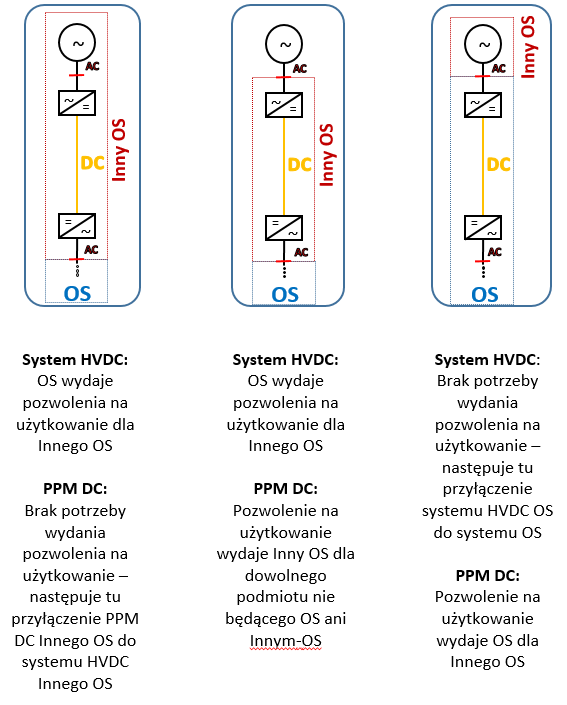 ~
AC
~
=
DC
Inny OS
=
~
AC
OS
~
AC
~
=
DC
Inny OS
=
~
AC
OS
~
AC
Inny OS
~
=
DC
=
~
AC
OS
System HVDC:
OS wydaje
pozwolenia na
użytkowanie dla
Innego OS
PPM DC:
Brak potrzeby
wydania
pozwolenia na
użytkowanie –
następuje tu
przyłączenie PPM
DC Innego OS do
systemu HVDC
Innego OS
System HVDC:
OS wydaje
pozwolenia na
użytkowanie dla
Innego OS
PPM DC:
Pozwolenie na
użytkowanie
wydaje Inny OS dla
dowolnego
podmiotu nie
będącego OS ani
Innym-OS
System HVDC:
Brak potrzeby
wydania
pozwolenia na
użytkowanie –
następuje tu
przyłączenie
systemu HVDC OS
do systemu OS
PPM DC:
Pozwolenie na
użytkowanie
wydaje OS dla
Innego OS